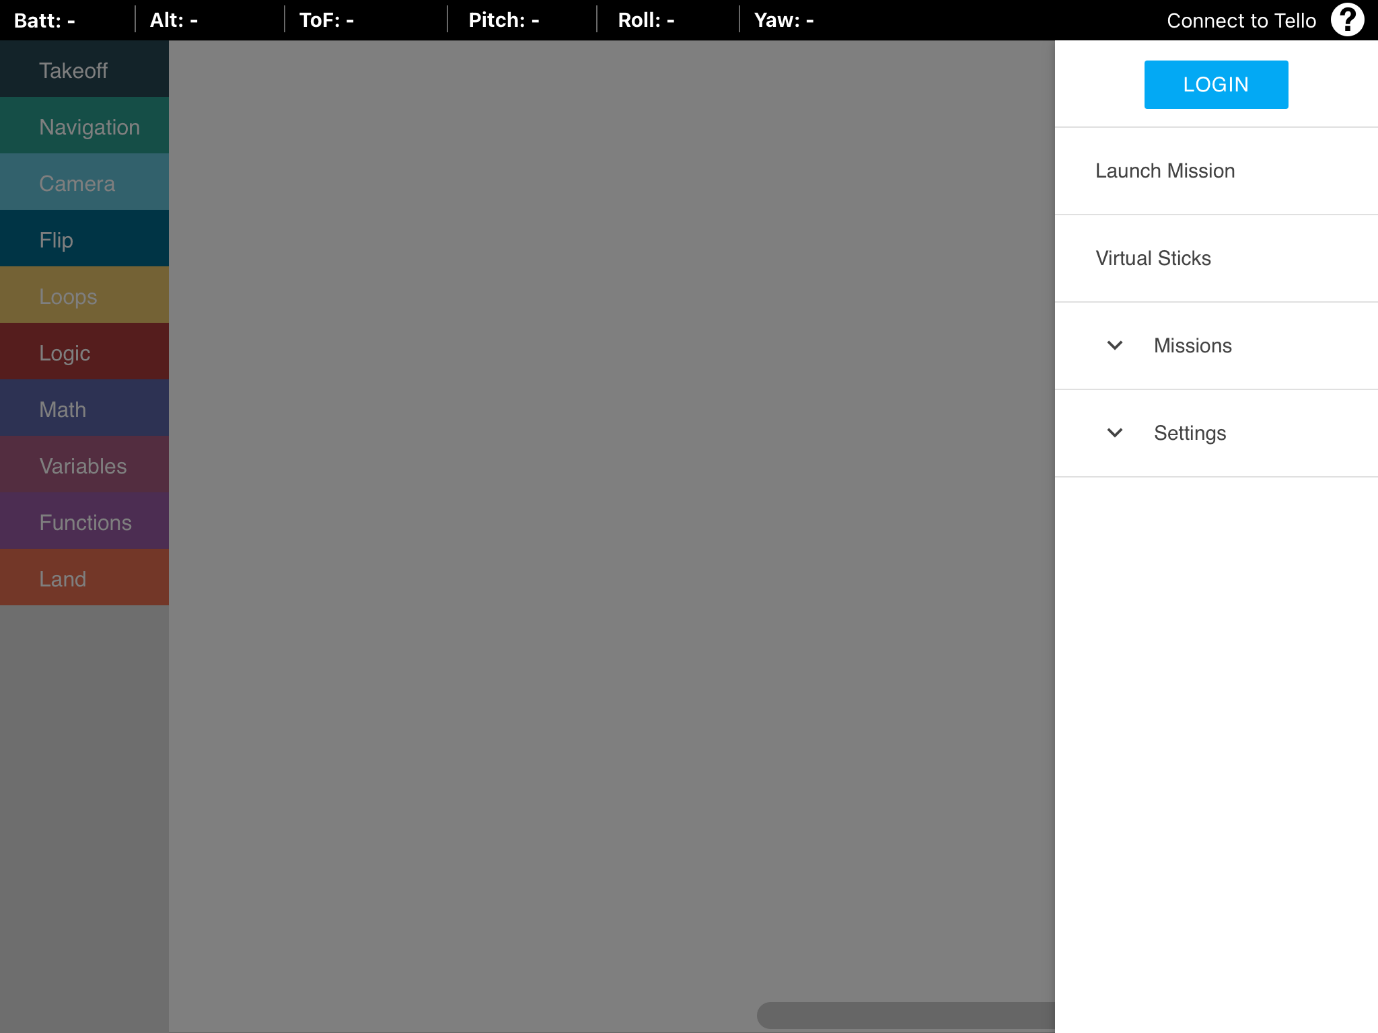 Batt: - Alt: - ToF: - Pitch: - Roll: - Yaw: - Connect to Tello ?
Takeoff
Navigation
Camera
Flip
Loops
Logic
Math
Variables
Functions
Land
LOGIN
Launch Mission
Virtual Sticks
Missions
Settings